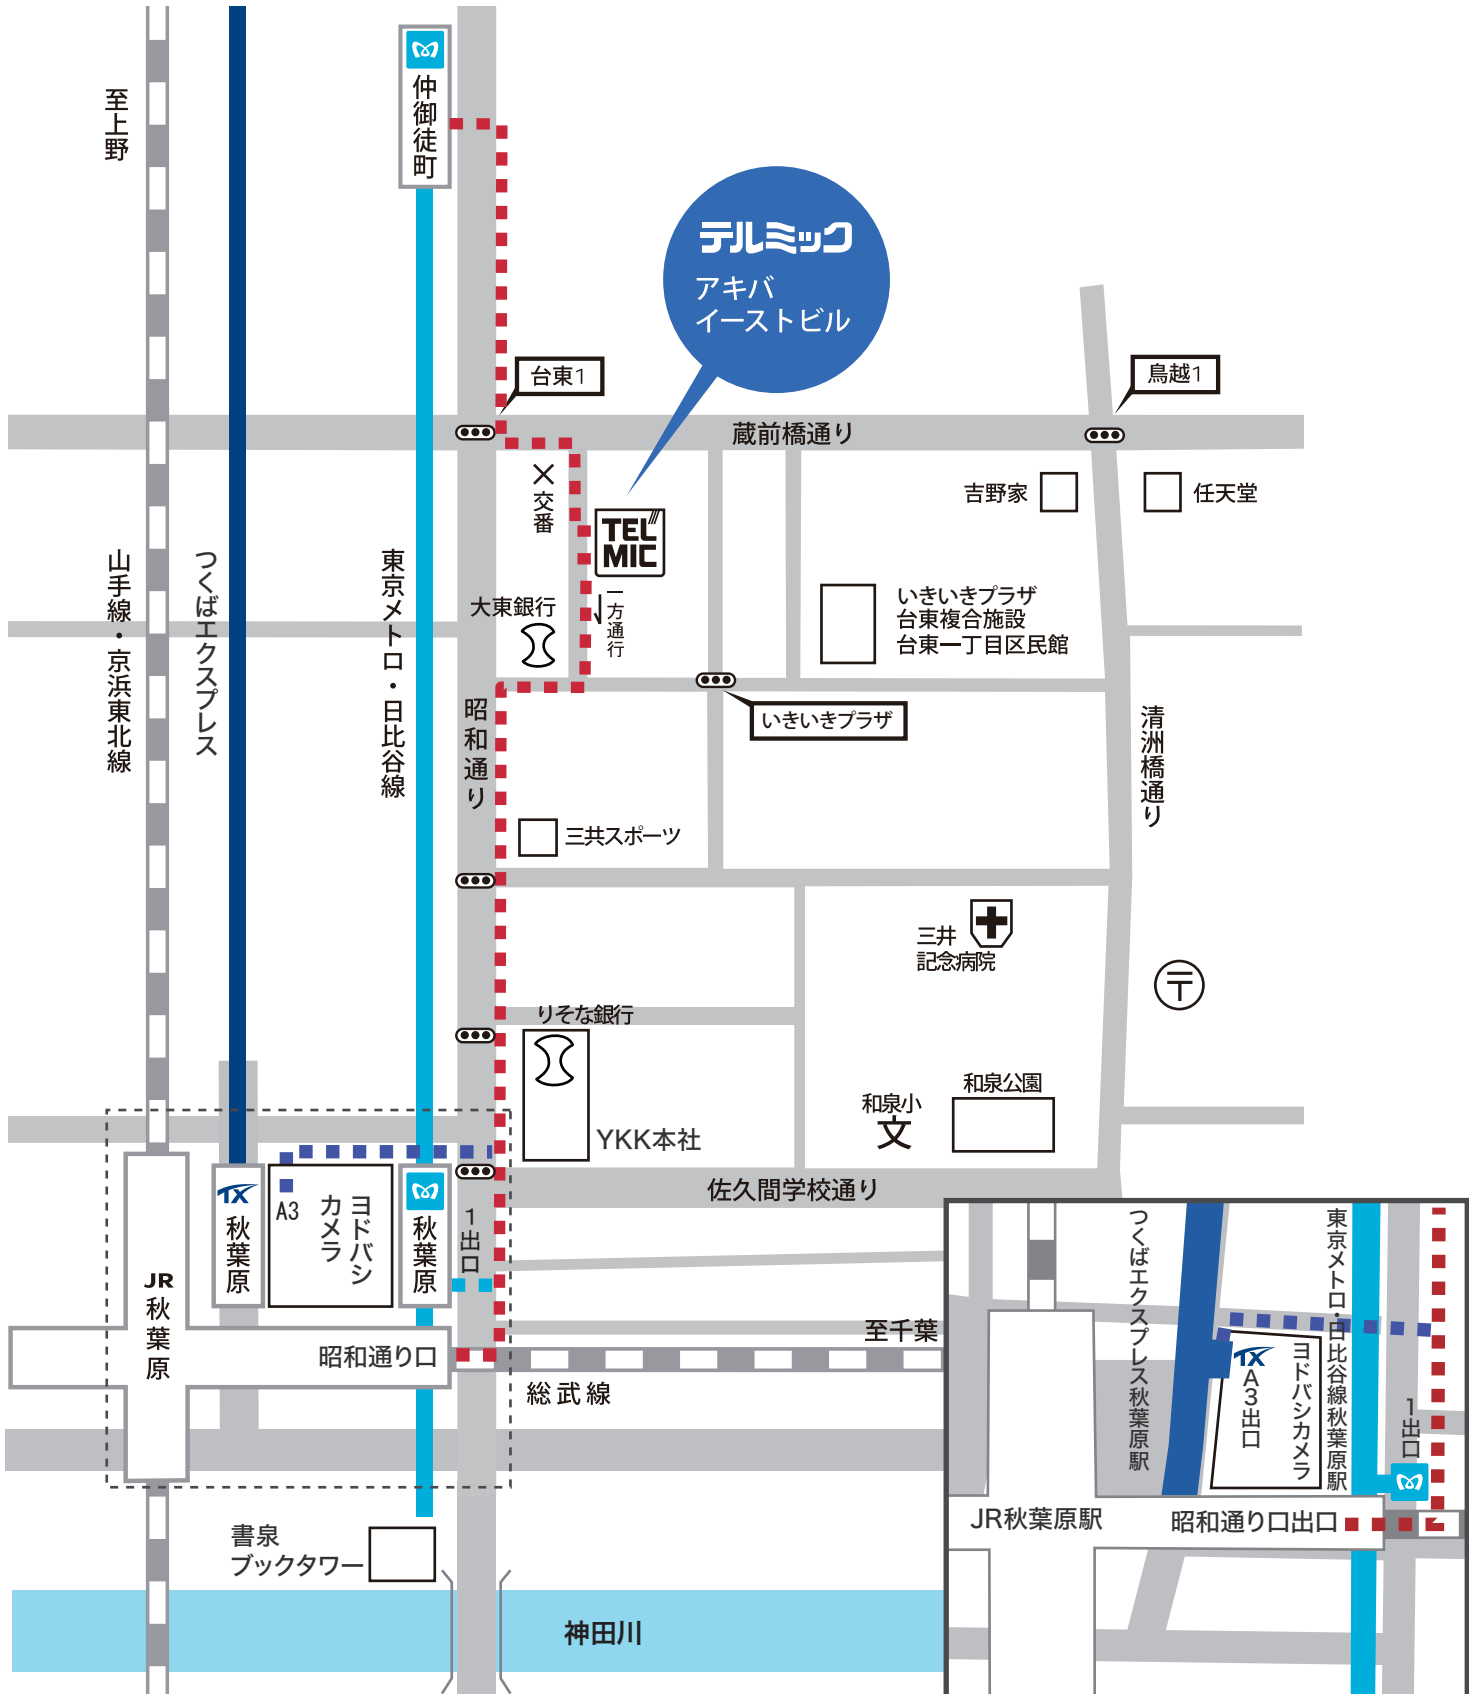 仲御徒町
至上野
テルミック
アキバ
イーストビル
台東1
鳥越1
蔵前橋通り
交番
吉野家
任天堂
TEL
MIC
山手線・京浜東北線
つくばエクスプレス
東京メトロ・日比谷線
大東銀行
一方通行
いきいきプラザ
台東複合施設
台東一丁目区民館
昭和通り
いきいきプラザ
清洲橋通り
三共スポーツ
三井
記念病院
りそな銀行
和泉公園
和泉小
文
YKK本社
佐久間学校通り
TX
秋葉原
A3
ヨドバシ
カメラ
秋葉原
1出口
JR
秋葉原
昭和通り口
至千葉
総武線
書泉
ブックタワー
神田川
つくばエクスプレス秋葉原駅
東京メトロ・日比谷線秋葉原駅
TX
A3出口
ヨドバシカメラ
1出口
JR秋葉原駅
昭和通り口出口